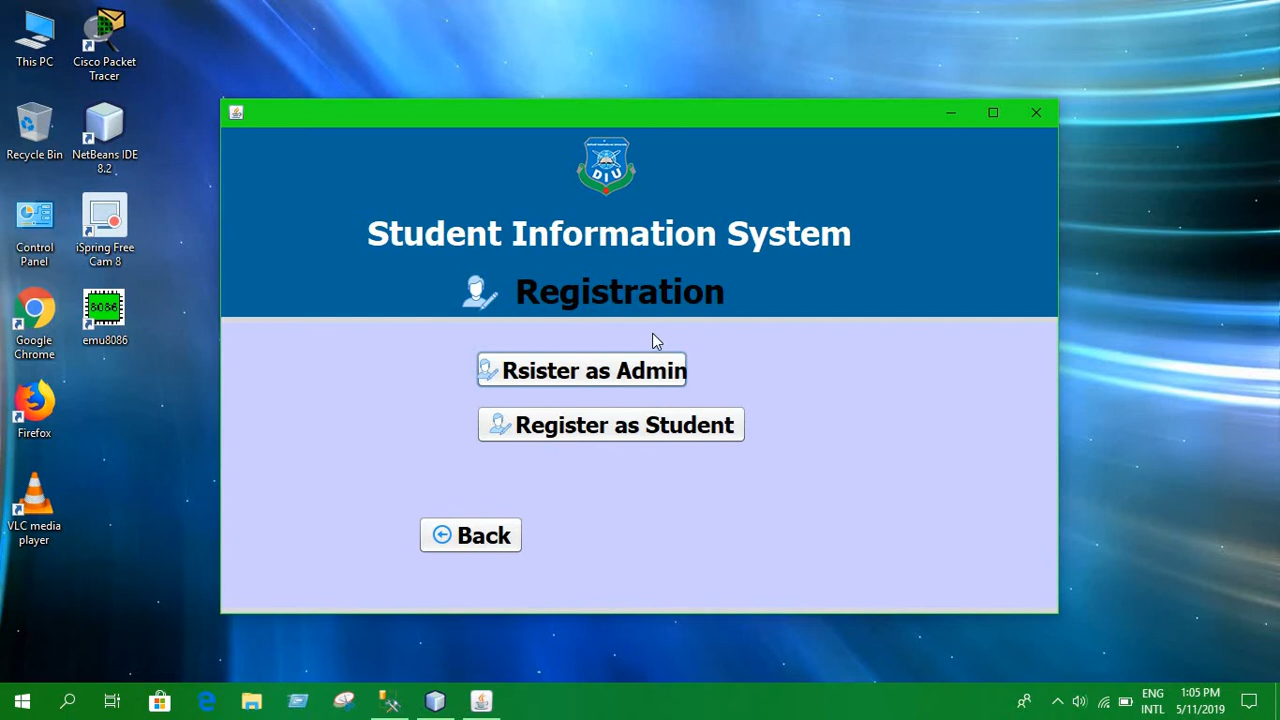 This PC
Cisco Packet
Tracer
Recycle Bin
NetBeans IDE
8.2
Control
Panel
iSpring Free
Cam 8
Google
Chrome
8086
emu8086
Firefox
VLC media
player
DIU
Student Information System
Registration
Rsister as Admin
Register as Student
Back
ENG
INTL
1:05 PM
5/11/2019